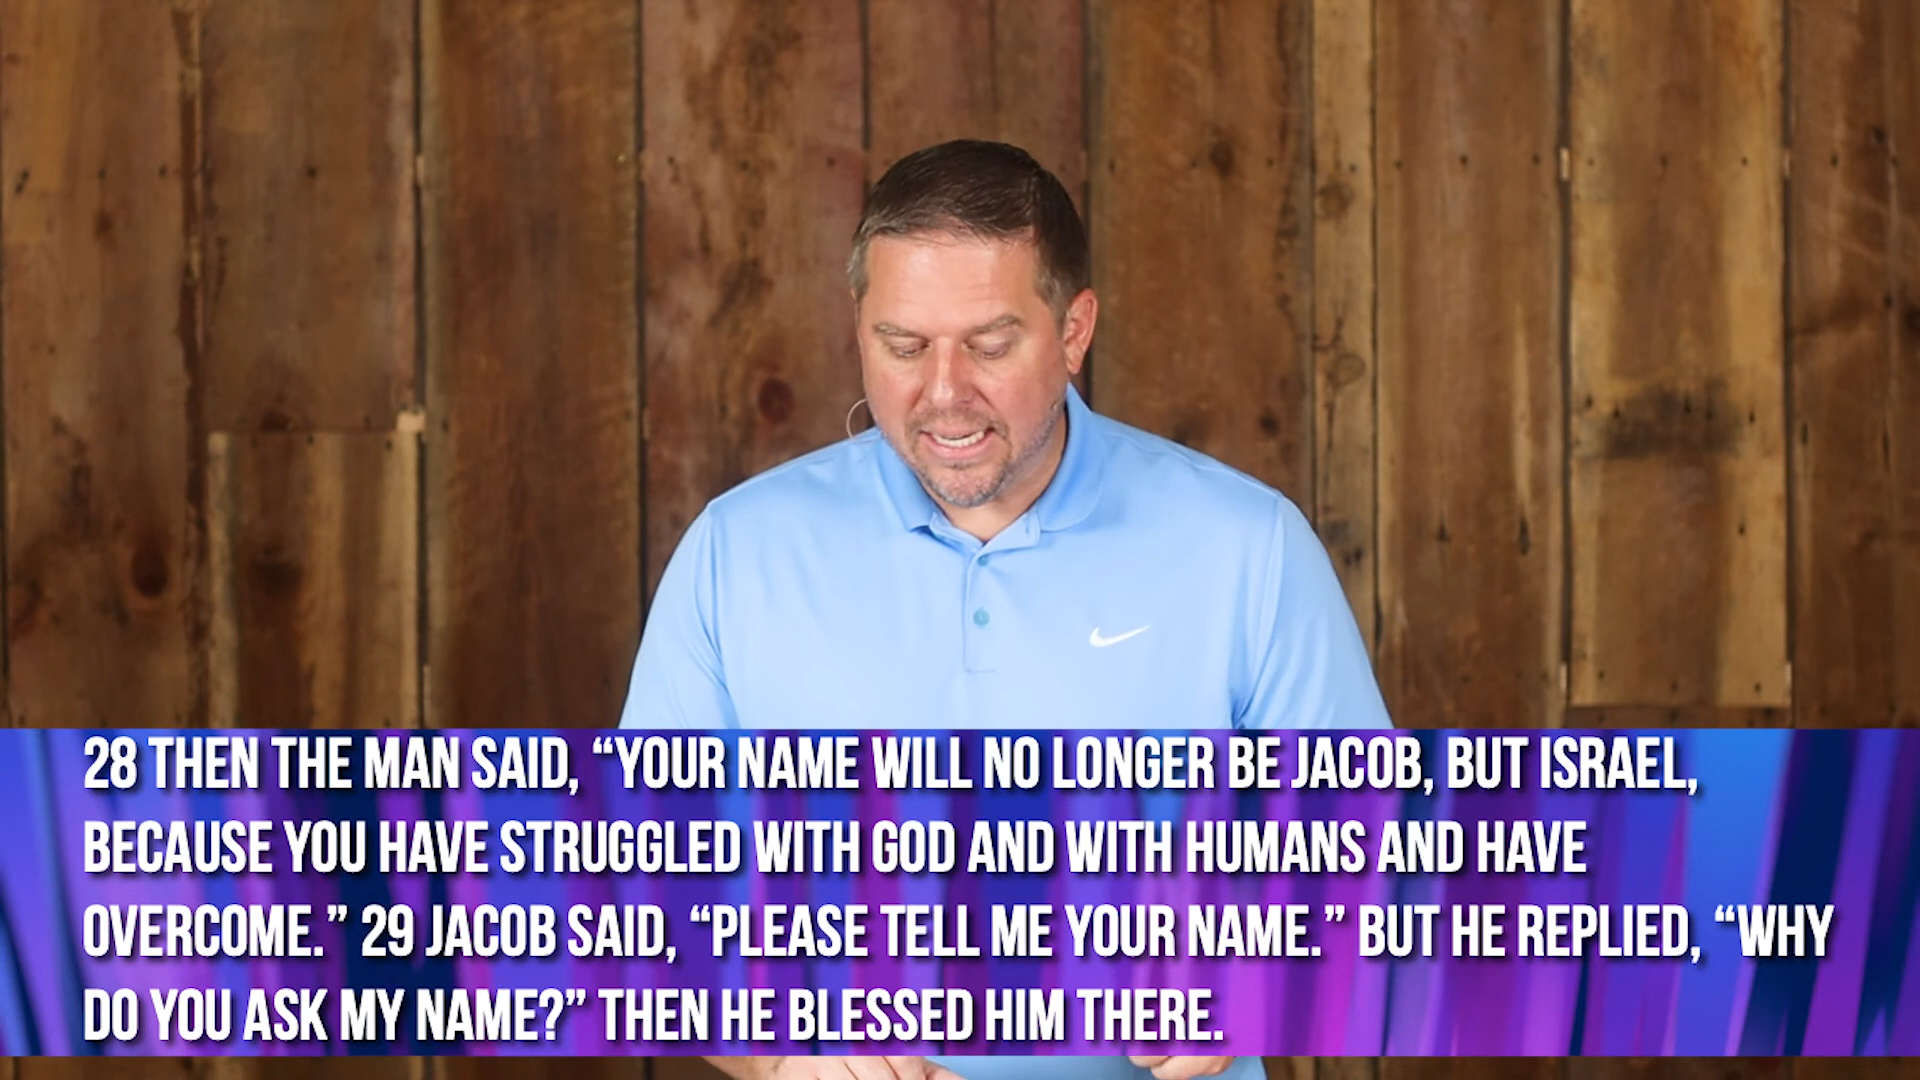 28 THEN THE MAN SAID, “YOUR NAME WILL NO LONGER BE JACOB, BUT ISRAEL,
BECAUSE YOU HAVE STRUGGLED WITH GOD AND WITH HUMANS AND HAVE
OVERCOME.” 29 JACOB SAID, “PLEASE TELL ME YOUR NAME.” BUT HE REPLIED, “WHY
DO YOU ASK MY NAME?” THEN HE BLESSED HIM THERE.